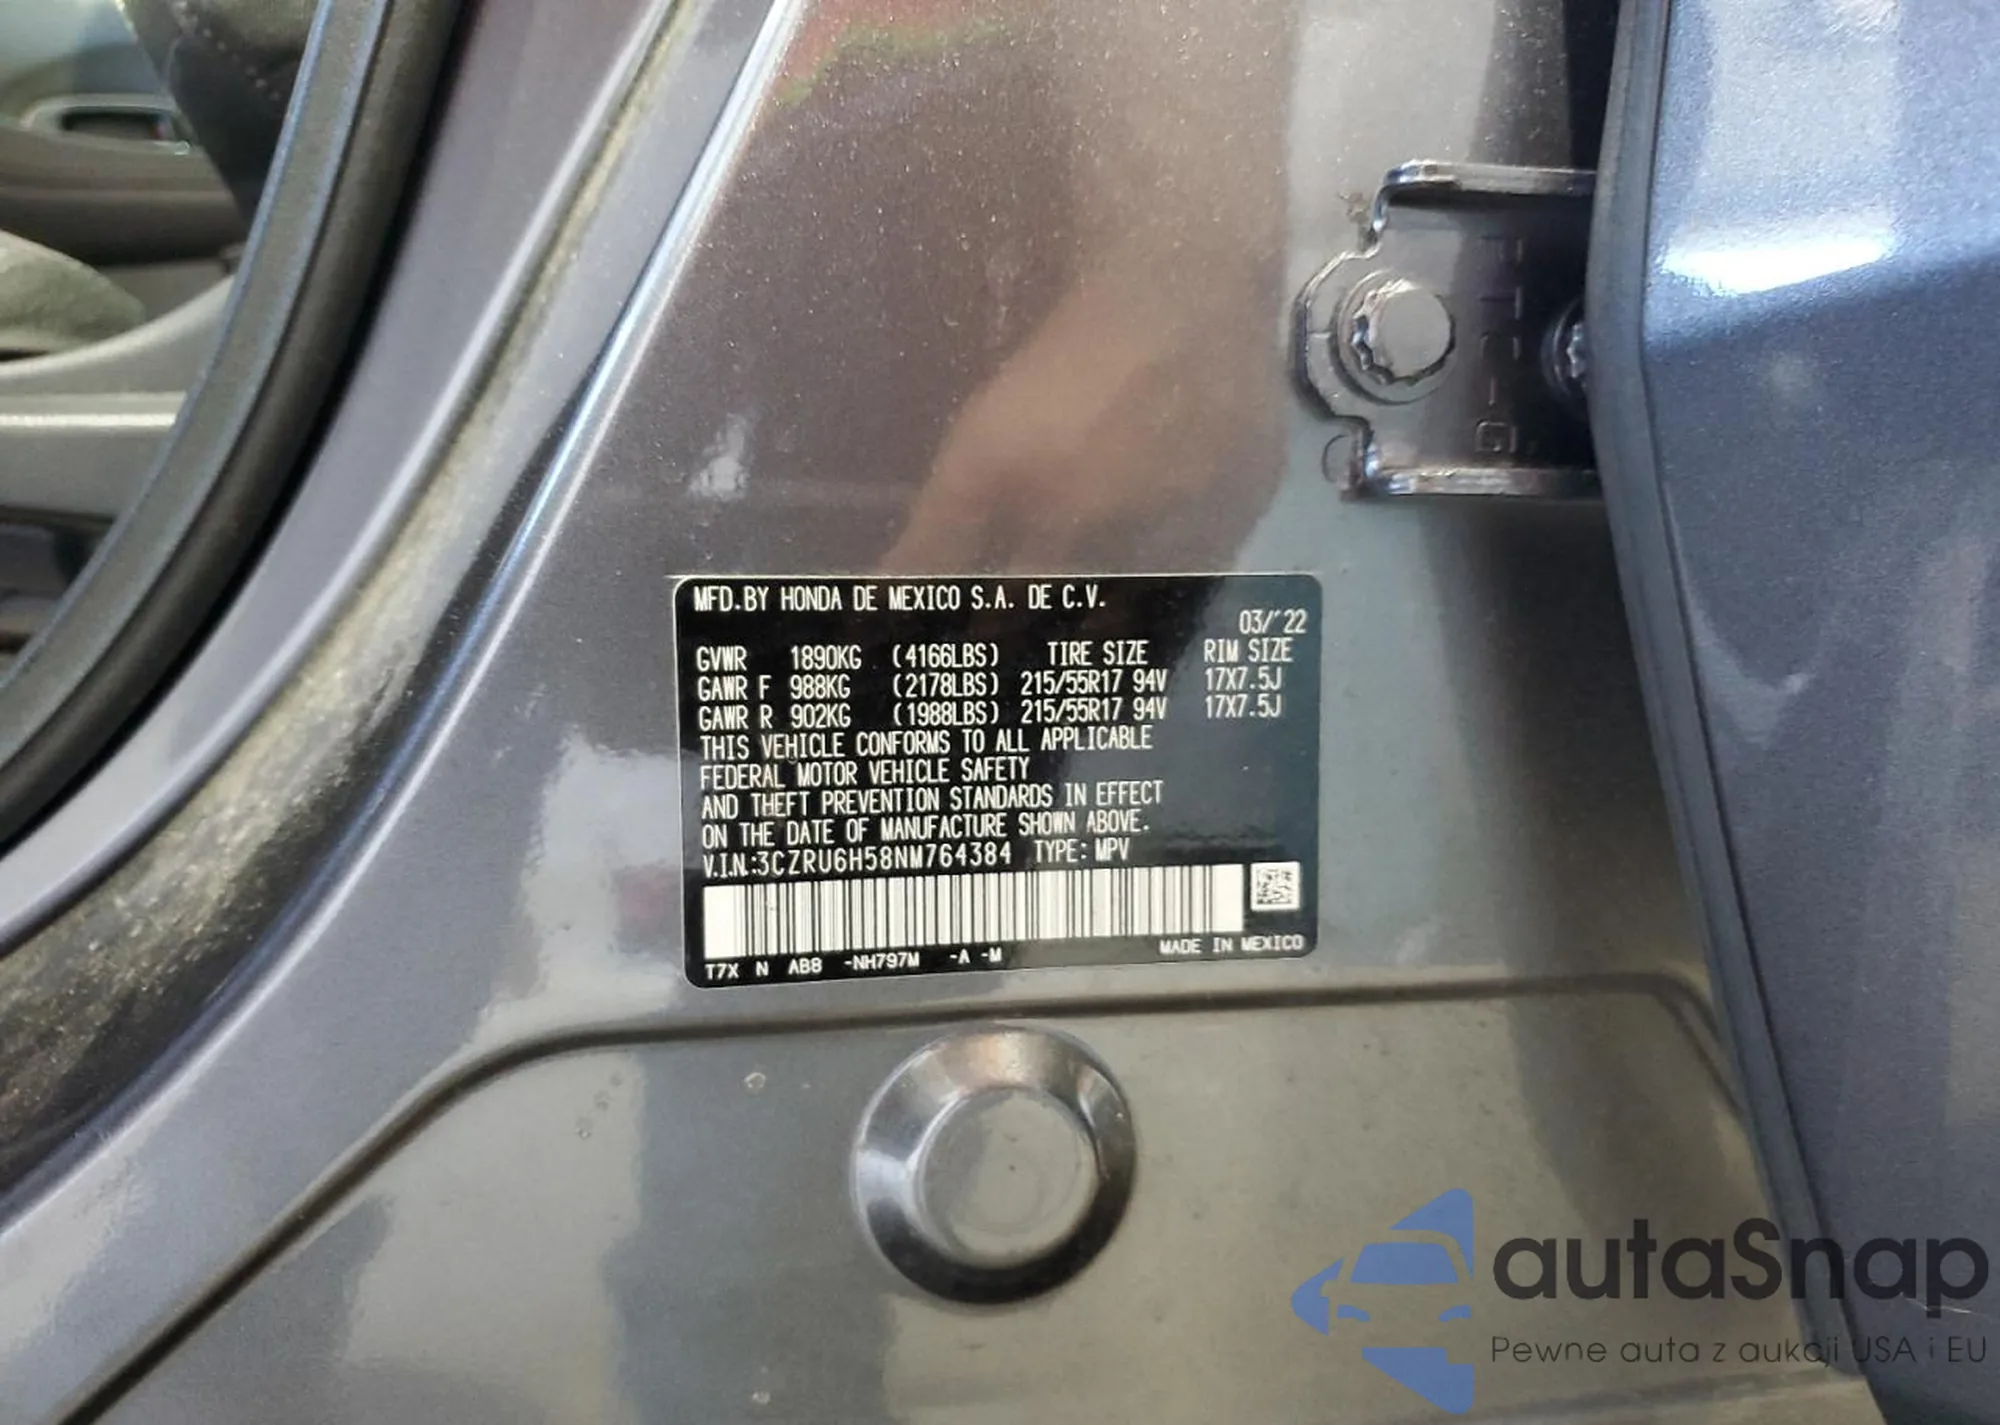 FTC-G
MFD.BY HONDA DE MEXICO S.A. DE C.V.
03/'22
GVWR 1890KG (4166LBS) TIRE SIZE RIM SIZE
GAWR F 988KG (2178LBS) 215/55R17 94V 17X7.5J
GAWR R 902KG (1988LBS) 215/55R17 94V 17X7.5J
THIS VEHICLE CONFORMS TO ALL APPLICABLE
FEDERAL MOTOR VEHICLE SAFETY
AND THEFT PREVENTION STANDARDS IN EFFECT
ON THE DATE OF MANUFACTURE SHOWN ABOVE.
V.I.N.:3CZRU6H58NM764384 TYPE: MPV
T7X N AB8 -NH797M -A -M MADE IN MEXICO
autaSnap
Pewne auta z aukcji USA i EU